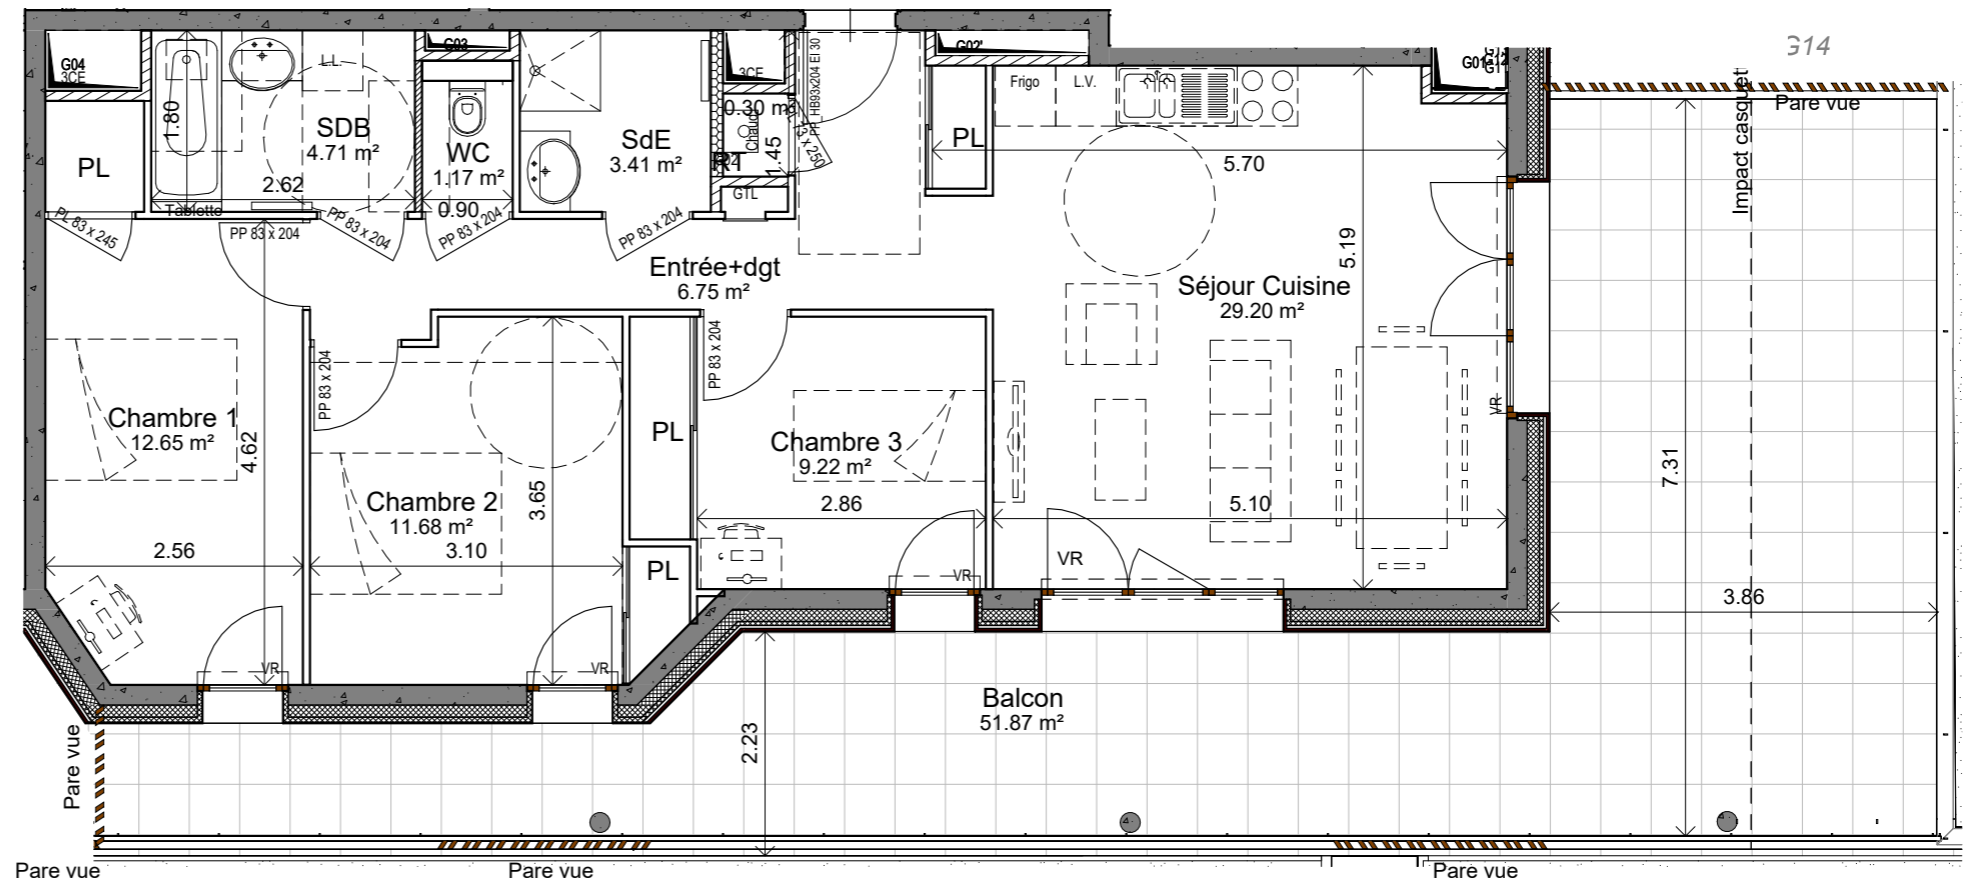 G14
G04
3CE
G03
3CE
G02'
G01
Pare vue
Impact casquette
PL
1.80
SDB
4.71 m²
L.L.
2.62
Tablette
WC
1.17 m²
0.90
SdE
3.41 m²
0.30 m²
1.45
GTL
PP_HB93x204 EI 30
PL
Frigo
L.V.
5.70
PL 83 x 245
PP 83 x 204
PP 83 x 204
PP 83 x 204
PP 83 x 204
Entrée+dgt
6.75 m²
5.19
Séjour Cuisine
29.20 m²
PP 83 x 204
PP 83 x 204
VR
Chambre 1
12.65 m²
4.62
2.56
VR
Chambre 2
11.68 m²
3.65
3.10
VR
PL
PL
Chambre 3
9.22 m²
2.86
VR
5.10
VR
7.31
3.86
Balcon
51.87 m²
2.23
Pare vue
Pare vue
Pare vue
Pare vue